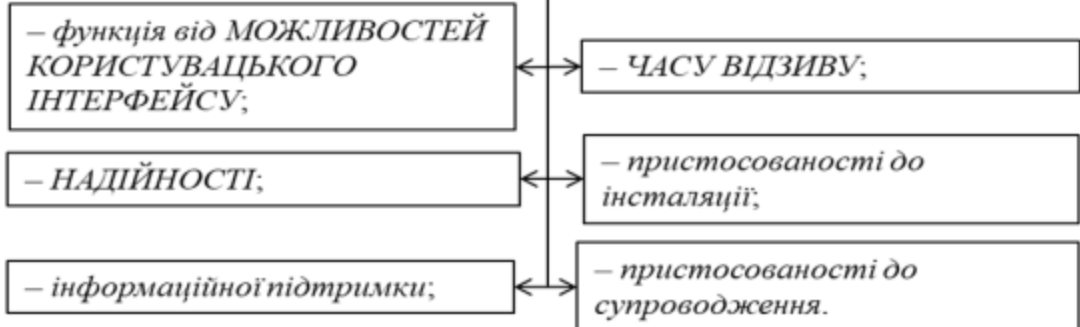 – функція від МОЖЛИВОСТЕЙ
КОРИСТУВАЦЬКОГО
ІНТЕРФЕЙСУ;
– ЧАСУ ВІДЗИВУ;
– НАДІЙНОСТІ;
– пристосованості до
інсталяції;
– інформаційної підтримки;
– пристосованості до
супроводження.